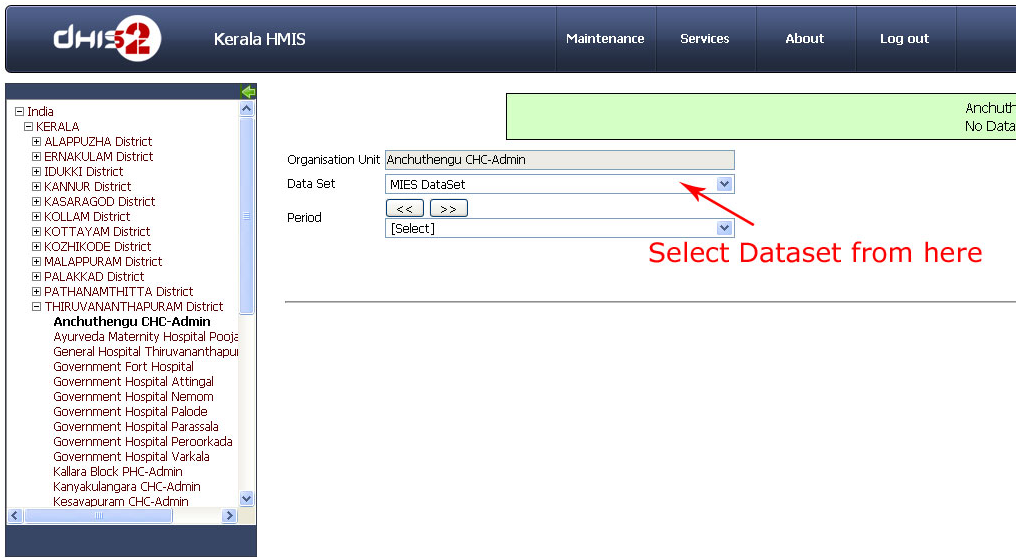 dHIS2
Kerala HMIS
Maintenance
Services
About
Log out
India
KERALA
ALAPPUZHA District
ERNAKULAM District
IDUKKI District
KANNUR District
KASARAGOD District
KOLLAM District
KOTTAYAM District
KOZHIKODE District
MALAPPURAM District
PALAKKAD District
PATHANAMTHITTA District
THIRUVANANTHAPURAM District
Anchuthengu CHC-Admin
Ayurveda Maternity Hospital Pooja
General Hospital Thiruvananthapu
Government Fort Hospital
Government Hospital Attingal
Government Hospital Nemom
Government Hospital Palode
Government Hospital Parassala
Government Hospital Peroorkada
Government Hospital Varkala
Kallara Block PHC-Admin
Kanyakulangara CHC-Admin
Kesavapuram CHC-Admin
Anchuth
No Data
Organisation Unit Anchuthengu CHC-Admin
Data Set MIES DataSet
<< >>
Period
[Select]
Select Dataset from here